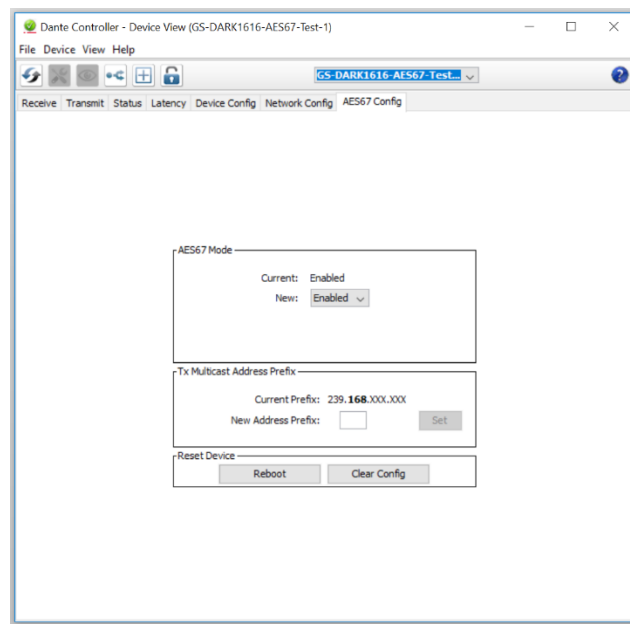 Dante Controller - Device View (GS-DARK1616-AES67-Test-1)
File Device View Help
GS-DARK1616-AES67-Test...
Receive Transmit Status Latency Device Config Network Config AES67 Config
AES67 Mode
Current: Enabled
New: Enabled
Tx Multicast Address Prefix
Current Prefix: 239.168.XXX.XXX
New Address Prefix: Set
Reset Device
Reboot Clear Config